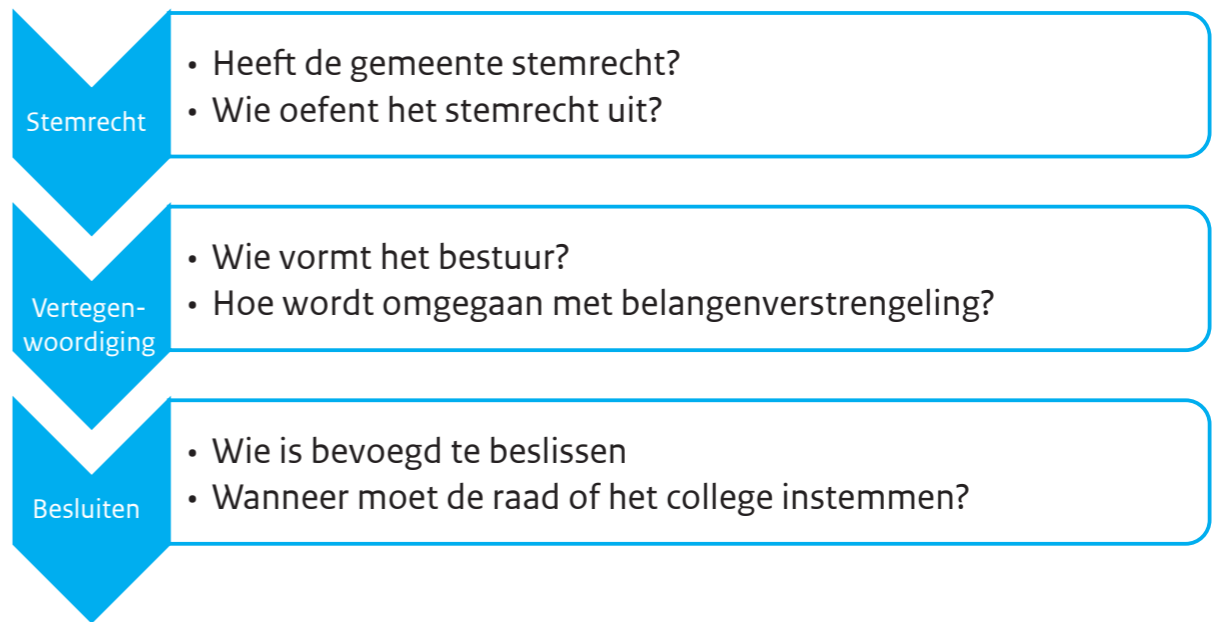 Stemrecht
• Heeft de gemeente stemrecht?
• Wie oefent het stemrecht uit?
Vertegen-
woordiging
• Wie vormt het bestuur?
• Hoe wordt omgegaan met belangenverstrengeling?
Besluiten
• Wie is bevoegd te beslissen
• Wanneer moet de raad of het college instemmen?